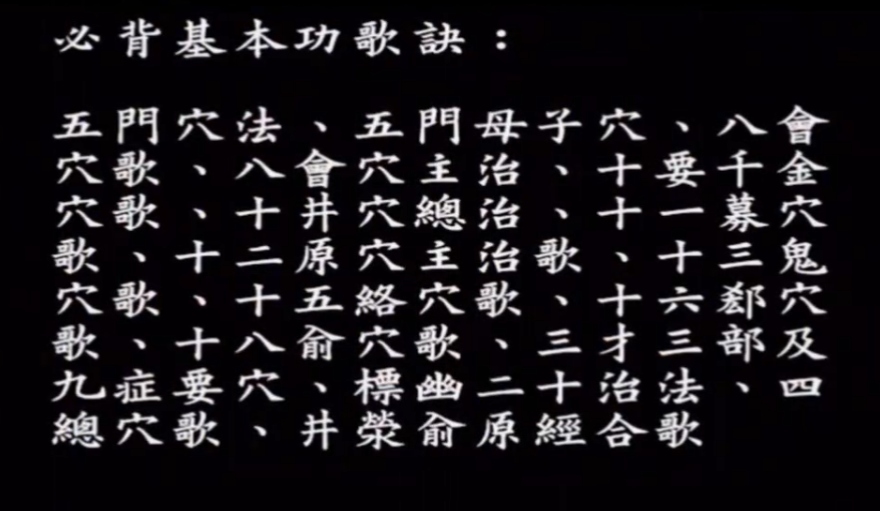 必背基本功歌訣：
五門穴法、五門母子穴、八會
穴歌、八會穴主治、十要千金
穴歌、十井穴總治、十一募穴
歌、十二原穴主治歌、十三鬼
穴歌、十五絡穴歌、十六郄穴
歌、十八俞穴歌、三才三部及
九症要穴、標幽二十治法、四
總穴歌、井滎俞原經合歌